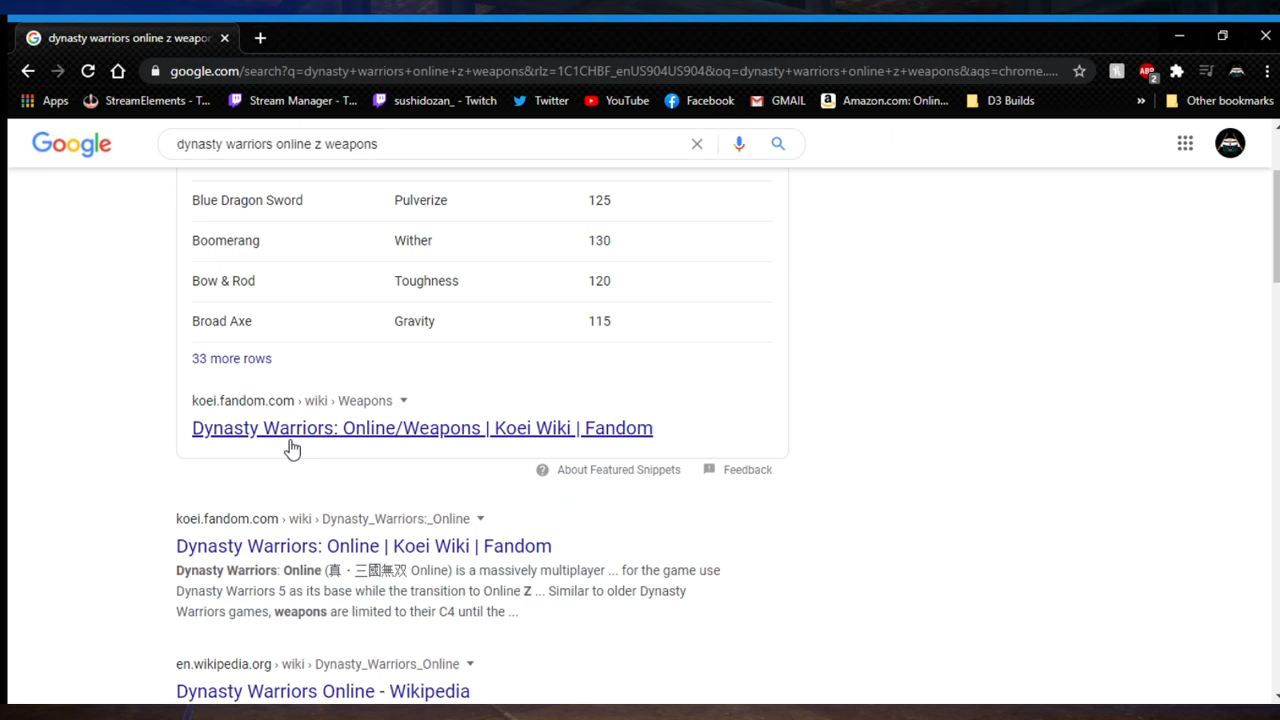 dynasty warriors online z weapor
google.com/search?q=dynasty+warriors+online+z+weapons&rlz=1C1CHBF_enUS904US904&oq=dynasty+warriors+online+z+weapons&aqs=chrome.....
ABP
2
Apps
StreamElements - T...
Stream Manager - T...
sushidozan_ - Twitch
Twitter
YouTube
Facebook
GMAIL
Amazon.com: Onlin...
D3 Builds
»
Other bookmarks
Google
dynasty warriors online z weapons
Blue Dragon Sword Pulverize 125
Boomerang Wither 130
Bow & Rod Toughness 120
Broad Axe Gravity 115
33 more rows
koei.fandom.com › wiki › Weapons
Dynasty Warriors: Online/Weapons | Koei Wiki | Fandom
About Featured Snippets Feedback
koei.fandom.com › wiki › Dynasty_Warriors:_Online
Dynasty Warriors: Online | Koei Wiki | Fandom
Dynasty Warriors: Online (真・三國無双 Online) is a massively multiplayer ... for the game use
Dynasty Warriors 5 as its base while the transition to Online Z ... Similar to older Dynasty
Warriors games, weapons are limited to their C4 until the ...
en.wikipedia.org › wiki › Dynasty_Warriors_Online
Dynasty Warriors Online - Wikipedia